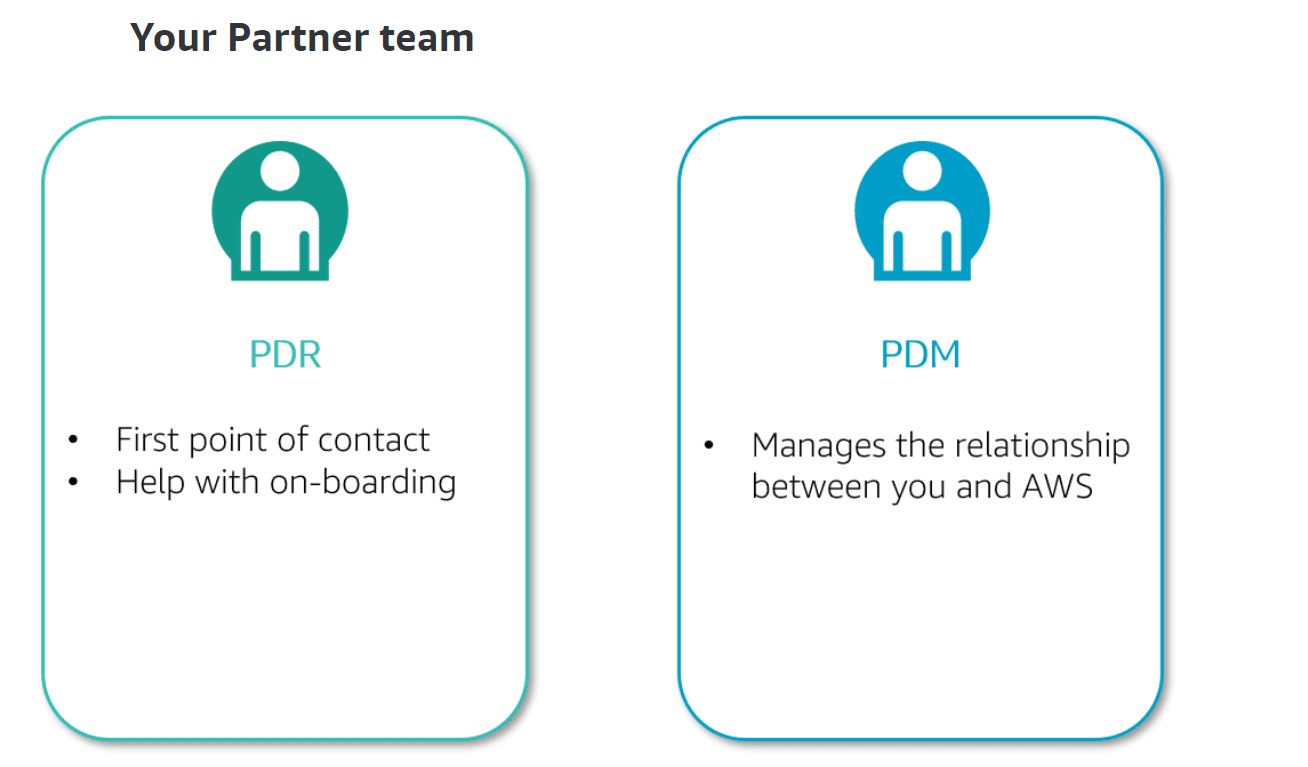 Your Partner team
PDR
• First point of contact
• Help with on-boarding
PDM
• Manages the relationship
between you and AWS